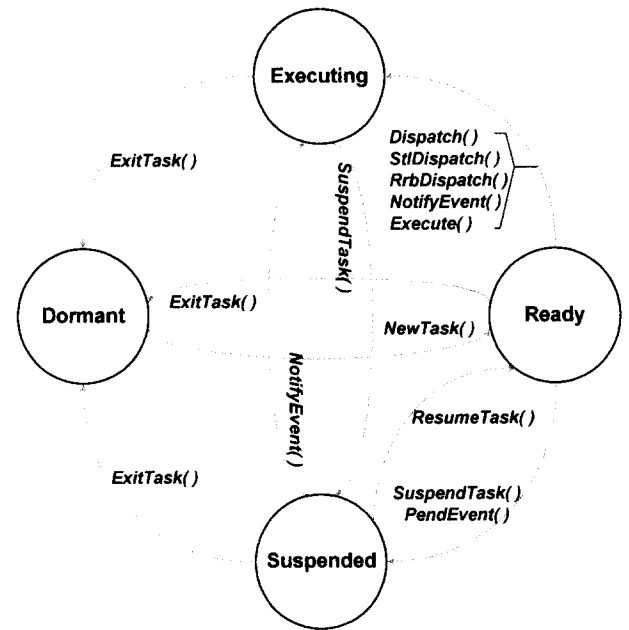 Executing
Dispatch( )
StlDispatch( )
RrbDispatch( )
NotifyEvent( )
Execute( )
ExitTask( )
SuspendTask( )
Dormant
ExitTask( )
Ready
NewTask( )
NotifyEvent( )
ResumeTask( )
ExitTask( )
SuspendTask( )
PendEvent( )
Suspended